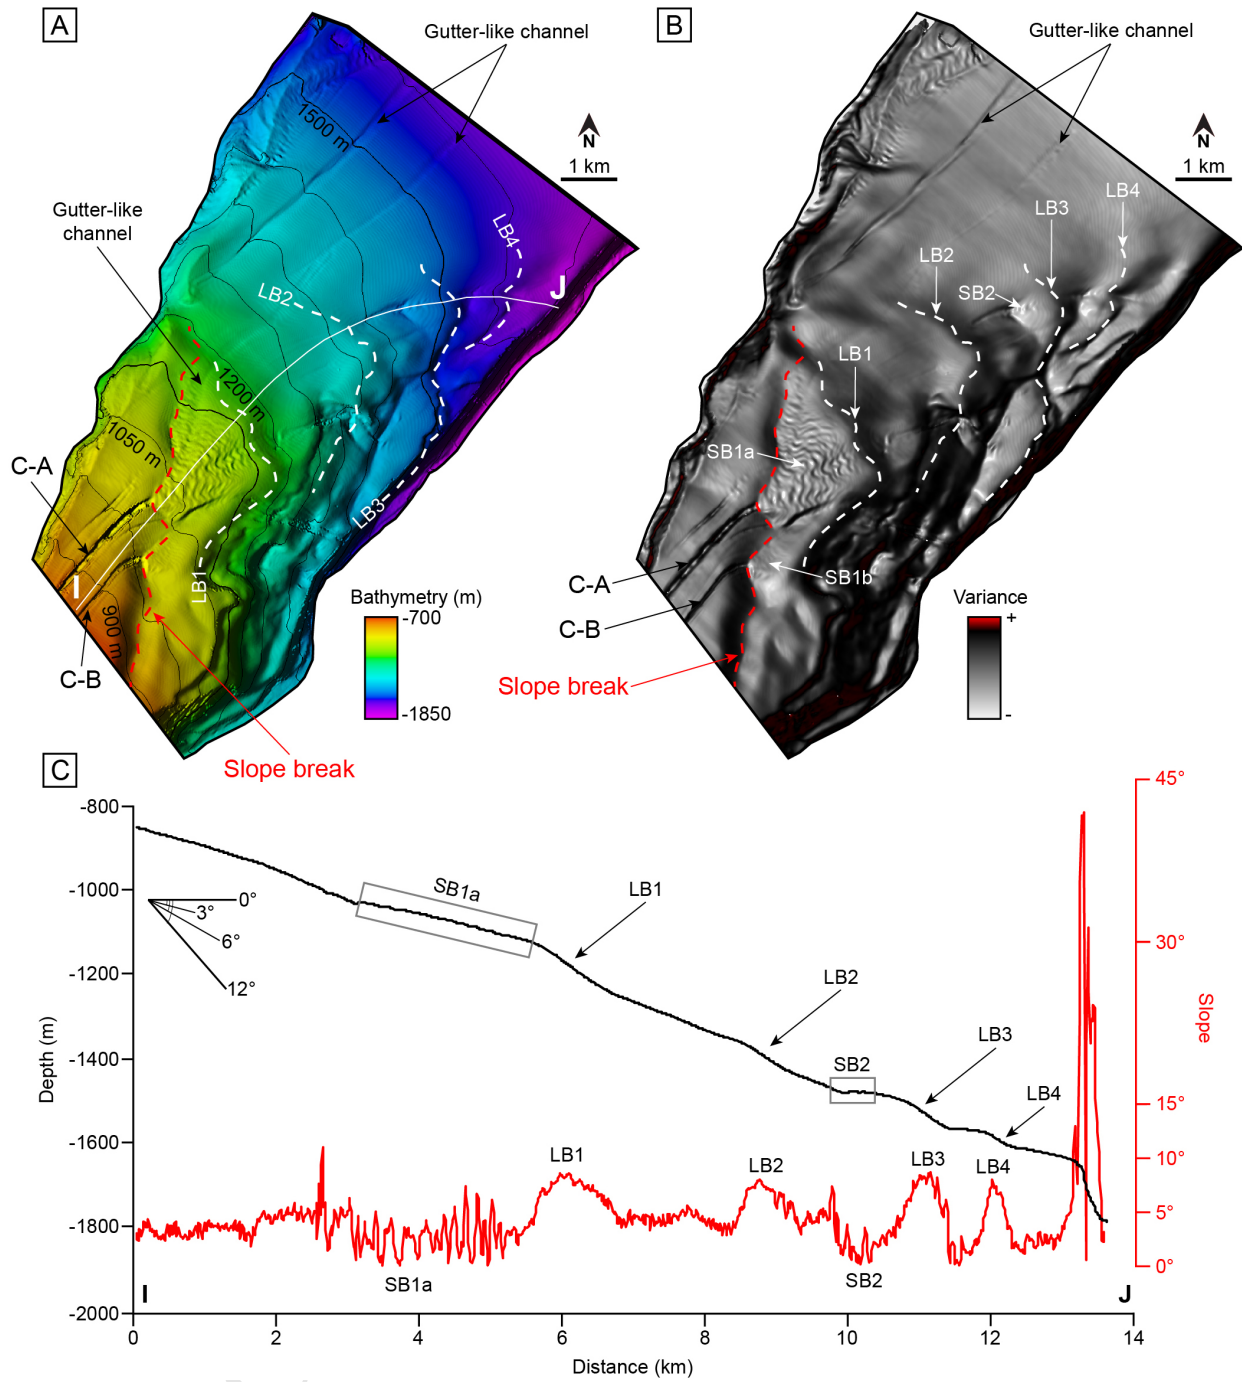 A
Gutter-like channel
N
1 km
1500 m
Gutter-like
channel
LB4
LB2
J
1200 m
1050 m
C-A
LB3
I
LB1
900 m
C-B
Bathymetry (m)
-700
-1850
Slope break
B
Gutter-like channel
N
1 km
LB4
LB3
LB2
SB2
LB1
SB1a
C-A
SB1b
C-B
Slope break
Variance
+
-
C
45°
30°
15°
10°
5°
0°
Slope
-800
-1000
-1200
-1400
-1600
-1800
-2000
Depth (m)
0°
3°
6°
12°
SB1a
LB1
LB2
SB2
LB3
LB4
LB1
LB2
LB3
LB4
SB1a
SB2
I
J
0 2 4 6 8 10 12 14
Distance (km)